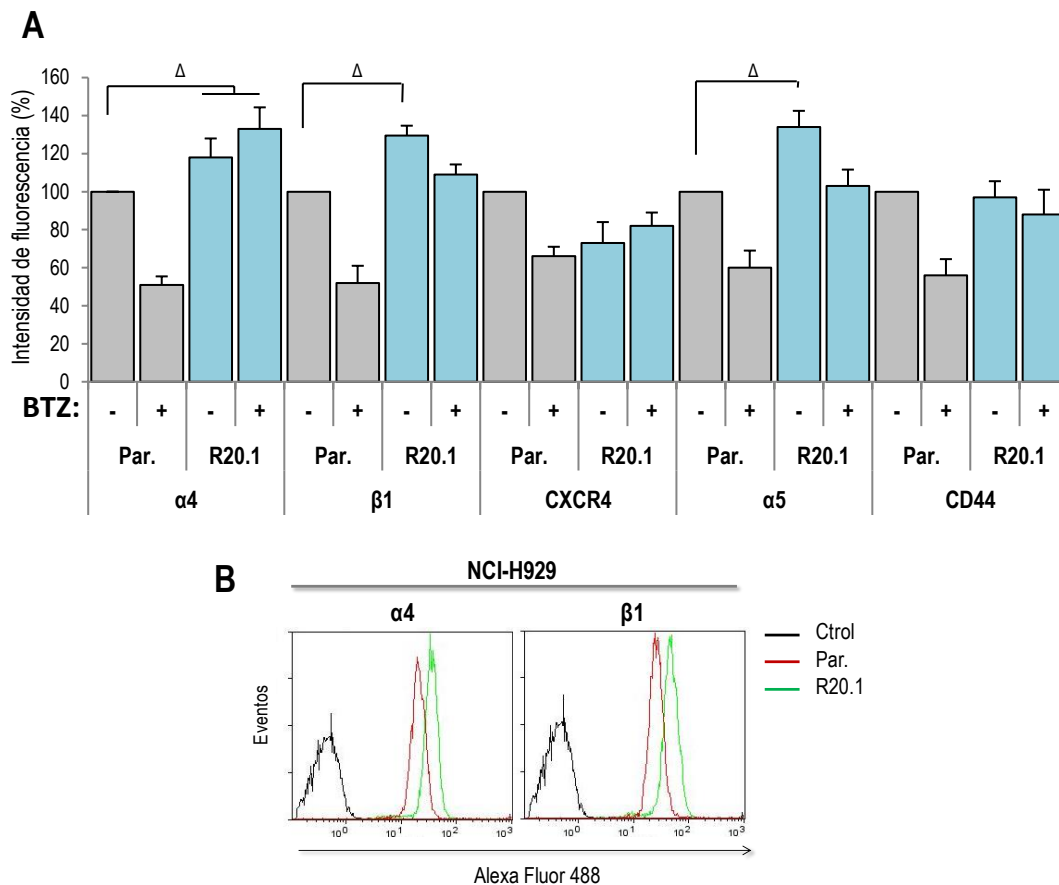 A
Δ Δ Δ
Intensidad de fluorescencia (%)
160
140
120
100
80
60
40
20
0
BTZ: - + - + - + - + - + - + - + - + - + - +
Par. R20.1 Par. R20.1 Par. R20.1 Par. R20.1 Par. R20.1
α4 β1 CXCR4 α5 CD44
B
NCI-H929
α4 β1
Ctrol
Par.
R20.1
Eventos
10⁰ 10¹ 10² 10³ 10⁰ 10¹ 10² 10³
Alexa Fluor 488